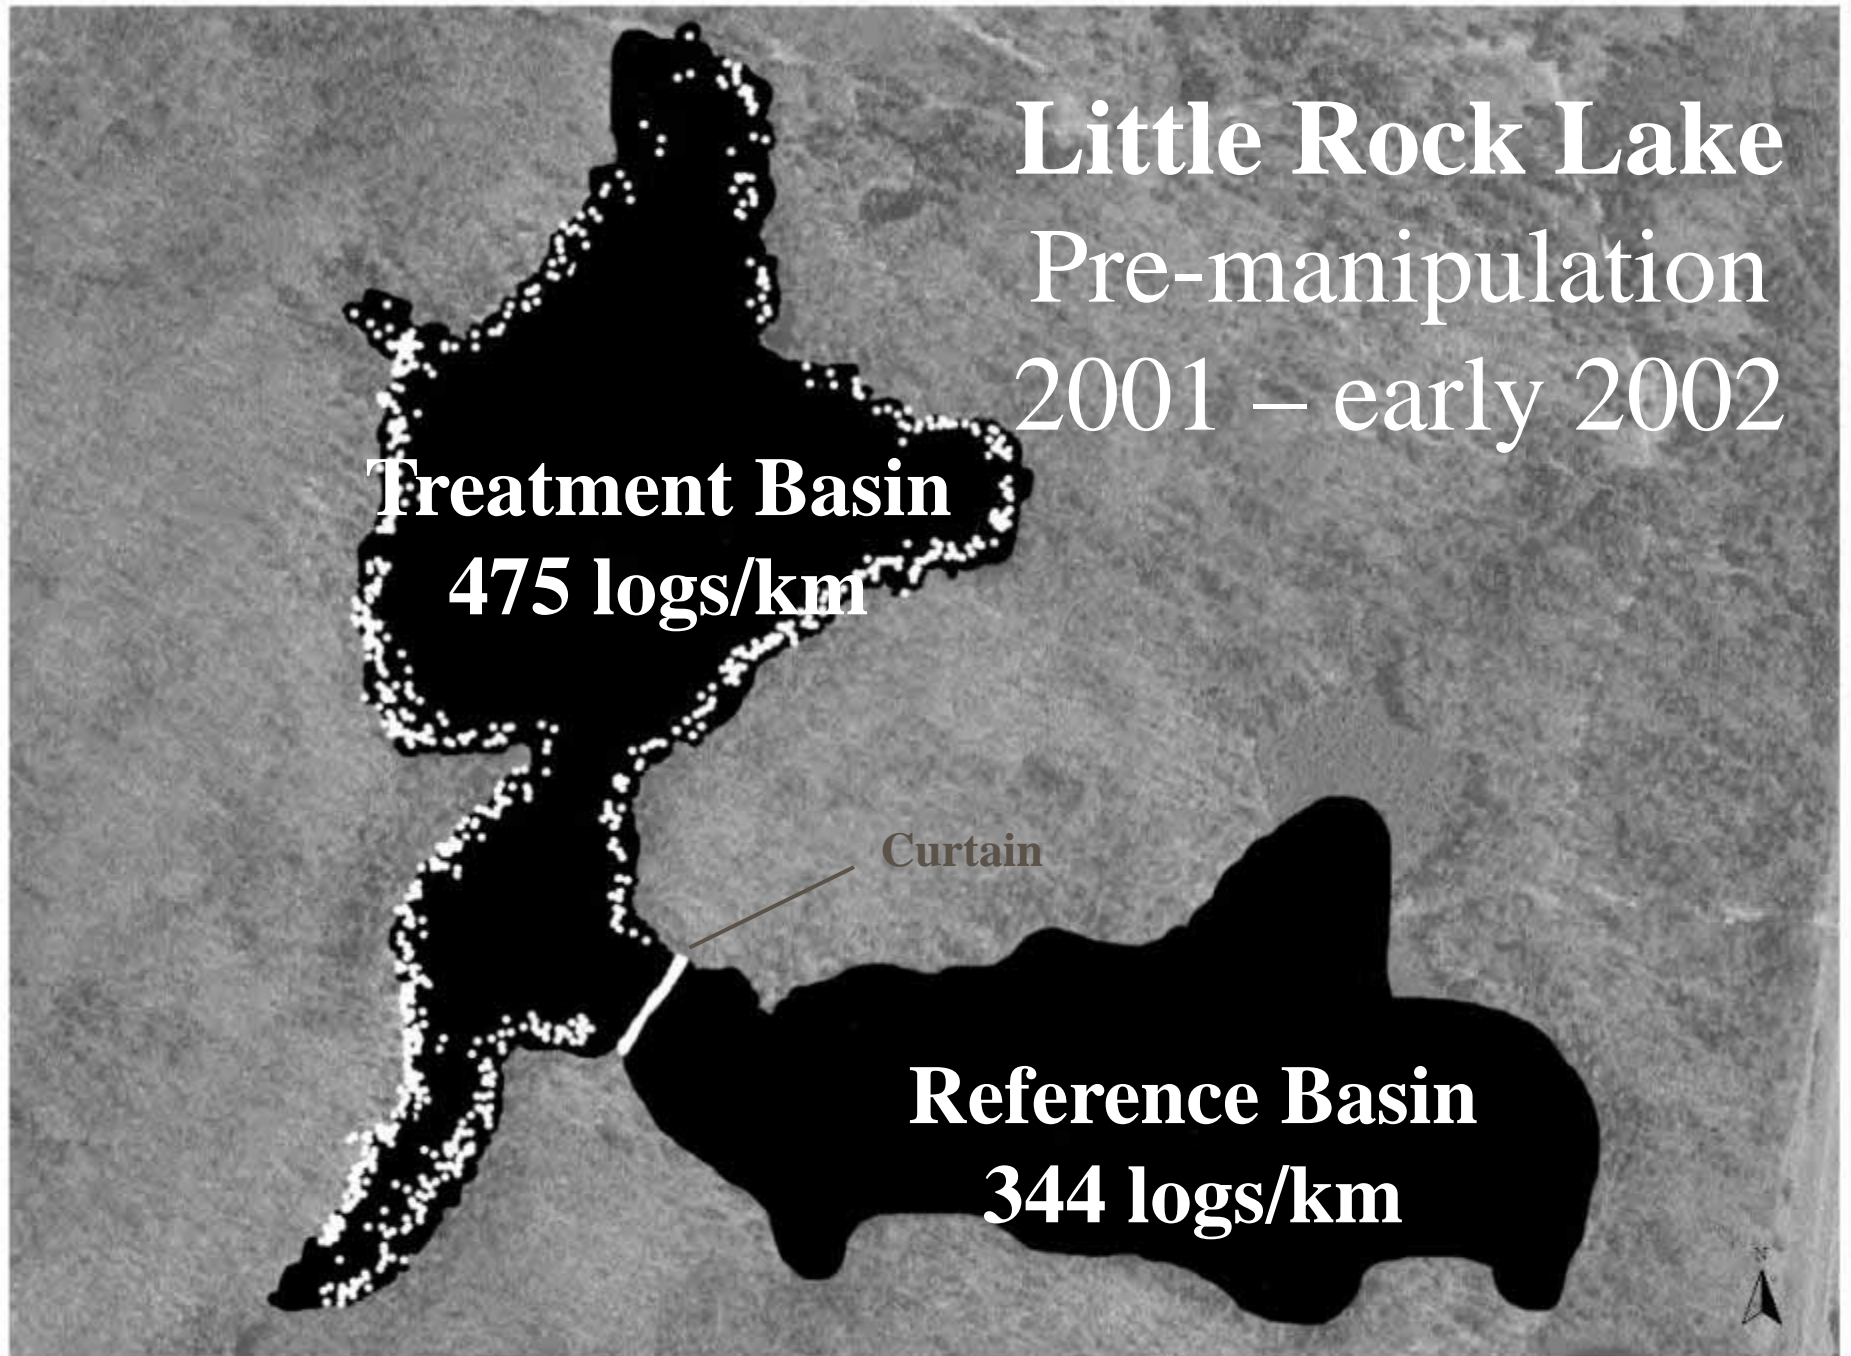 Little Rock Lake
Pre-manipulation
2001 – early 2002
Treatment Basin
475 logs/km
Curtain
Reference Basin
344 logs/km
N